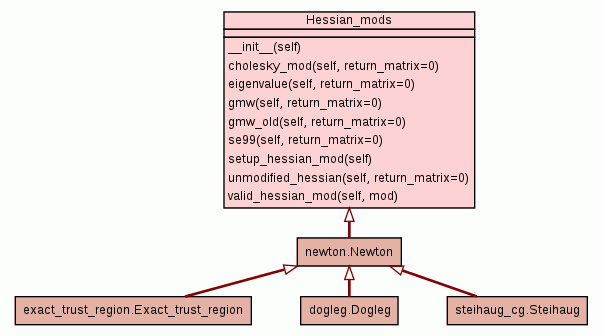 Hessian_mods
__init__(self)
cholesky_mod(self, return_matrix=0)
eigenvalue(self, return_matrix=0)
gmw(self, return_matrix=0)
gmw_old(self, return_matrix=0)
se99(self, return_matrix=0)
setup_hessian_mod(self)
unmodified_hessian(self, return_matrix=0)
valid_hessian_mod(self, mod)
newton.Newton
exact_trust_region.Exact_trust_region
dogleg.Dogleg
steihaug_cg.Steihaug